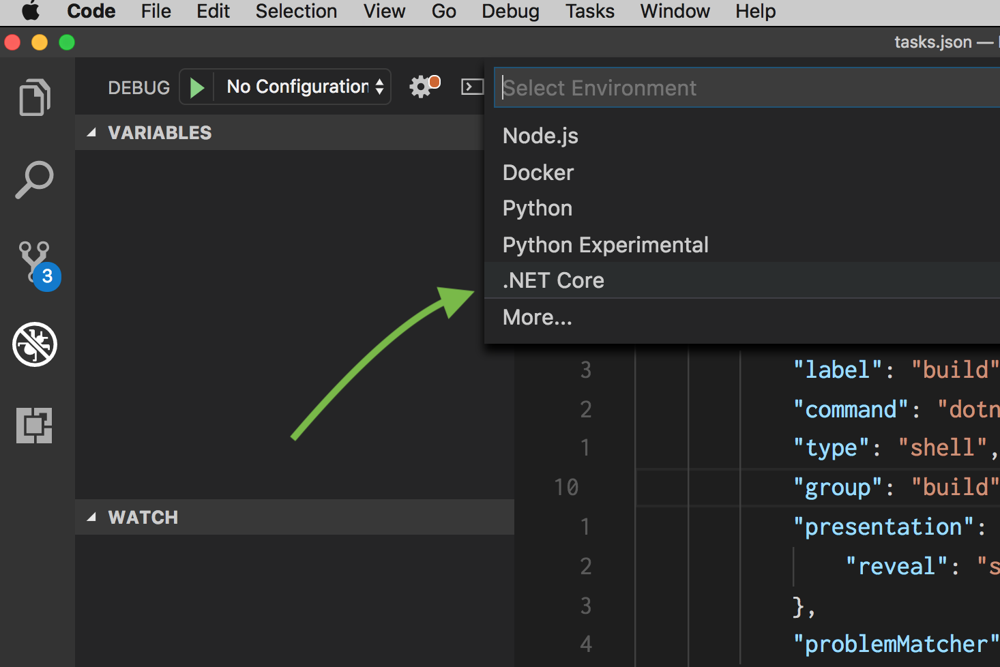 Code File Edit Selection View Go Debug Tasks Window Help
tasks.json —
DEBUG No Configuration
Select Environment
VARIABLES
Node.js
Docker
Python
Python Experimental
.NET Core
More...
3
WATCH
3 "label": "build"
2 "command": "dotn
1 "type": "shell",
10 "group": "build"
1 "presentation":
2 "reveal": "s
3 },
4 "problemMatcher"